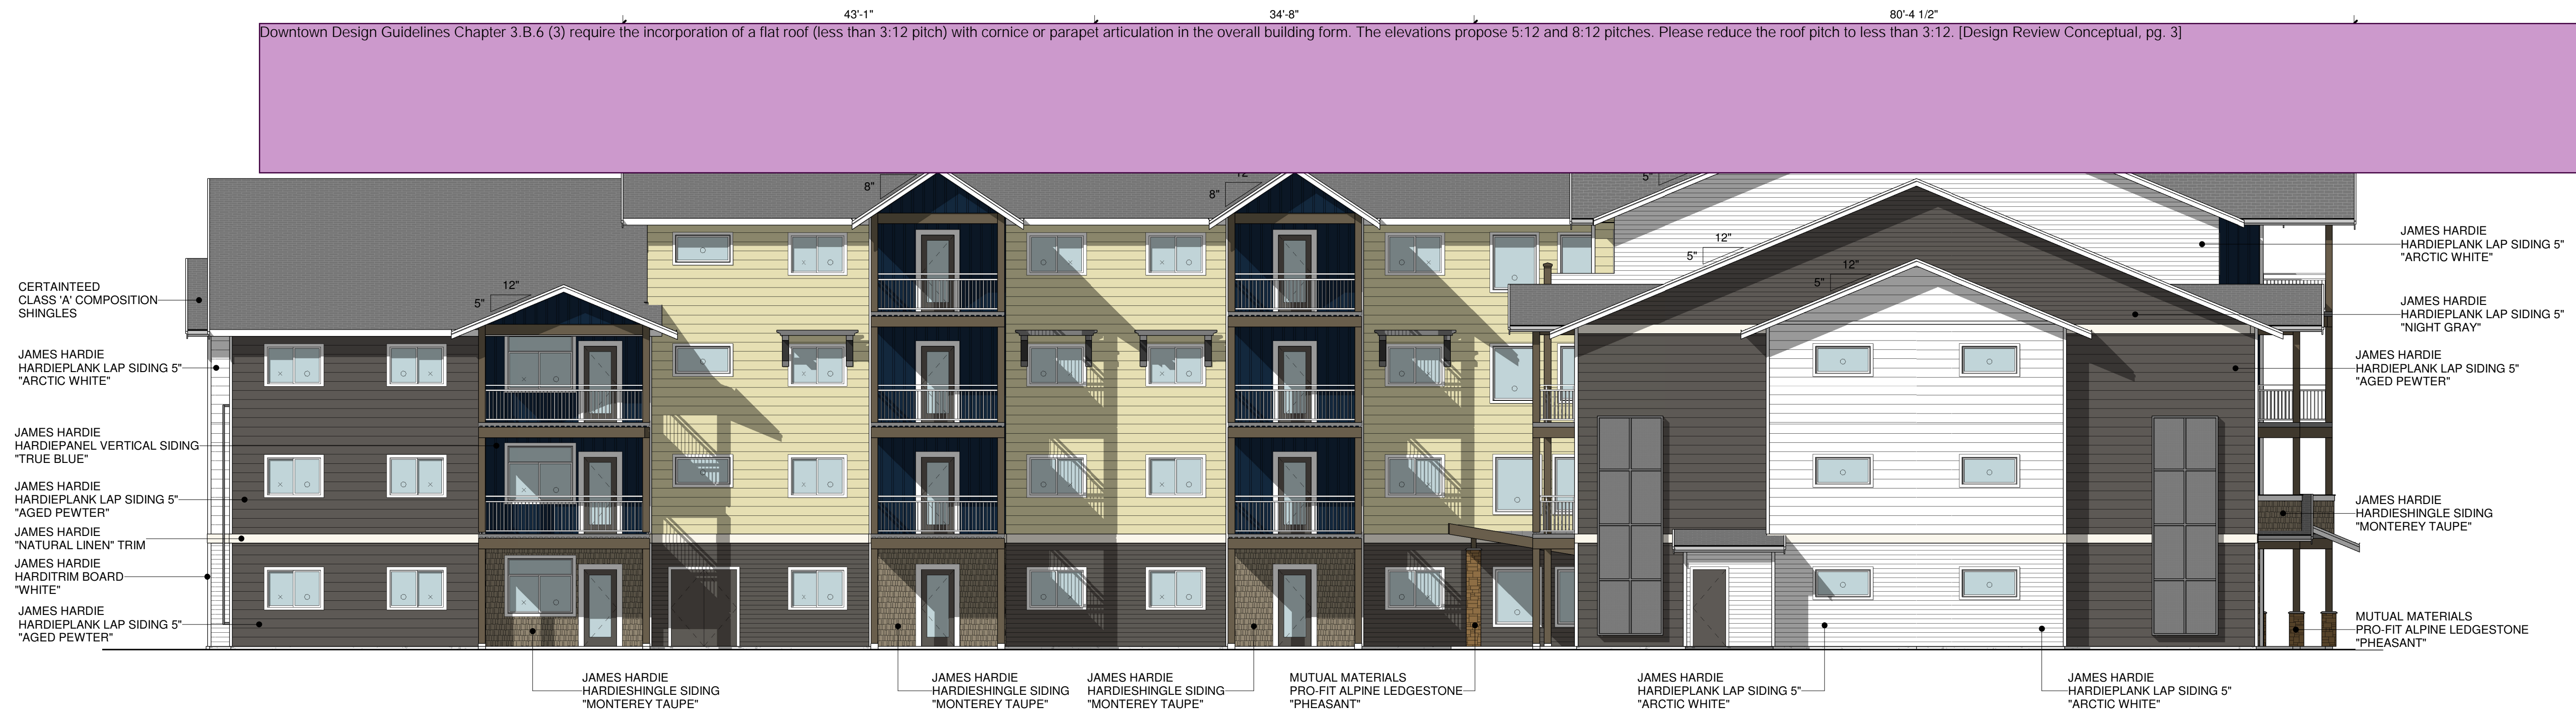 43'-1"
34'-8"
80'-4 1/2"
Downtown Design Guidelines Chapter 3.B.6 (3) require the incorporation of a flat roof (less than 3:12 pitch) with cornice or parapet articulation in the overall building form. The elevations propose 5:12 and 8:12 pitches. Please reduce the roof pitch to less than 3:12. [Design Review Conceptual, pg. 3]
8"
12"
8"
5"
12"
5"
12"
5"
12"
5"
CERTAINTEED
CLASS 'A' COMPOSITION
SHINGLES
JAMES HARDIE
HARDIEPLANK LAP SIDING 5"
"ARCTIC WHITE"
JAMES HARDIE
HARDIEPANEL VERTICAL SIDING
"TRUE BLUE"
JAMES HARDIE
HARDIEPLANK LAP SIDING 5"
"AGED PEWTER"
JAMES HARDIE
"NATURAL LINEN" TRIM
JAMES HARDIE
HARDITRIM BOARD
"WHITE"
JAMES HARDIE
HARDIEPLANK LAP SIDING 5"
"AGED PEWTER"
JAMES HARDIE
HARDIEPLANK LAP SIDING 5"
"ARCTIC WHITE"
JAMES HARDIE
HARDIEPLANK LAP SIDING 5"
"NIGHT GRAY"
JAMES HARDIE
HARDIEPLANK LAP SIDING 5"
"AGED PEWTER"
JAMES HARDIE
HARDIESHINGLE SIDING
"MONTEREY TAUPE"
MUTUAL MATERIALS
PRO-FIT ALPINE LEDGESTONE
"PHEASANT"
JAMES HARDIE
HARDIESHINGLE SIDING
"MONTEREY TAUPE"
JAMES HARDIE
HARDIESHINGLE SIDING
"MONTEREY TAUPE"
JAMES HARDIE
HARDIESHINGLE SIDING
"MONTEREY TAUPE"
MUTUAL MATERIALS
PRO-FIT ALPINE LEDGESTONE
"PHEASANT"
JAMES HARDIE
HARDIEPLANK LAP SIDING 5"
"ARCTIC WHITE"
JAMES HARDIE
HARDIEPLANK LAP SIDING 5"
"ARCTIC WHITE"